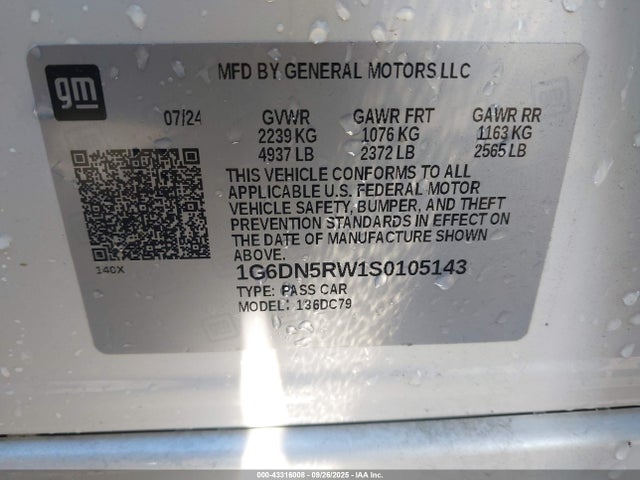 gm
MFD BY GENERAL MOTORS LLC
07/24 GVWR GAWR FRT GAWR RR
2239 KG 1076 KG 1163 KG
4937 LB 2372 LB 2565 LB
THIS VEHICLE CONFORMS TO ALL
APPLICABLE U.S. FEDERAL MOTOR
VEHICLE SAFETY, BUMPER, AND THEFT
PREVENTION STANDARDS IN EFFECT ON
THE DATE OF MANUFACTURE SHOWN
ABOVE.
140X
1G6DN5RW1S0105143
TYPE: PASS CAR
MODEL: 136DC79
000-43316008 - 09/26/2025 - IAAI.COM